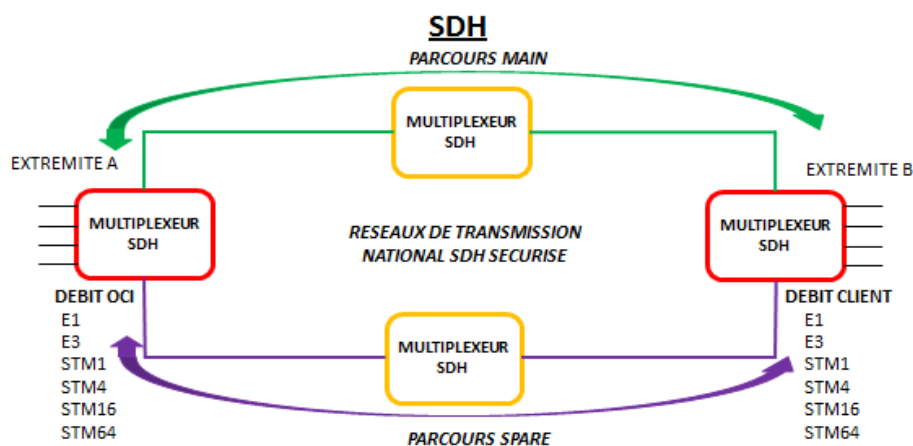 SDH
PARCOURS MAIN
MULTIPLEXEUR
SDH
EXTREMITE A
EXTREMITE B
MULTIPLEXEUR
SDH
RESEAUX DE TRANSMISSION
NATIONAL SDH SECURISE
MULTIPLEXEUR
SDH
DEBIT OCI
E1
E3
STM1
STM4
STM16
STM64
MULTIPLEXEUR
SDH
DEBIT CLIENT
E1
E3
STM1
STM4
STM16
STM64
PARCOURS SPARE